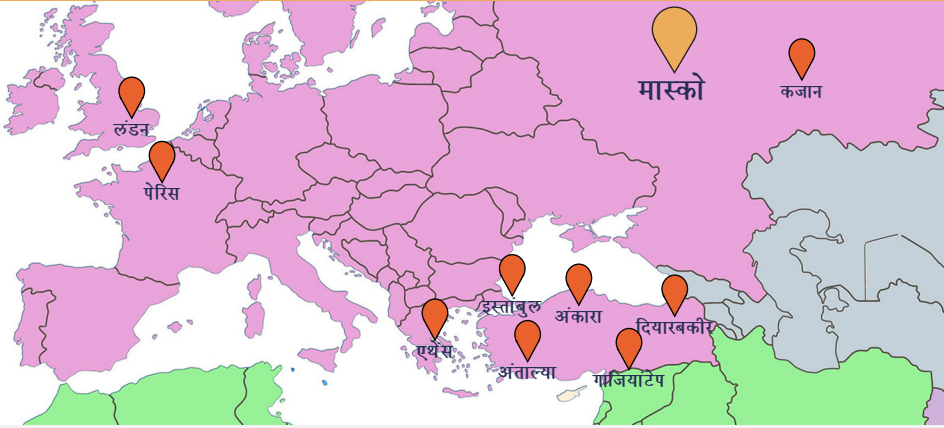 मास्को
कजान
लंडन
पेरिस
इस्तांबुल
अंकारा
दियारबकीर
एथेंस
अंताल्या
गाजियांटेप